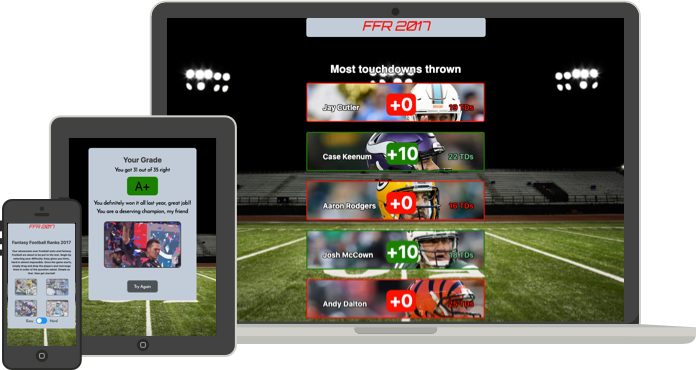 FFR 2017
Most touchdowns thrown
Jay Cutler +0 19 TDs
Case Keenum +10 22 TDs
Aaron Rodgers +0 16 TDs
Josh McCown +10 18 TDs
Andy Dalton +0 25 TDs
Your Grade
You got 31 out of 35 right
A+
You definitely won it all last year, great job!!
You are a deserving champion, my friend
Try Again
FFR 2017
Fantasy Football Ranks 2017
Easy
Hard